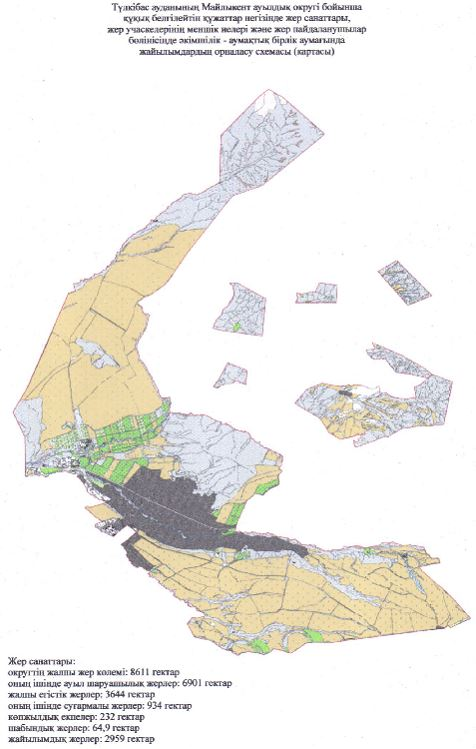 Түлкібас ауданының Майлыкент ауылдық округі бойынша
құқық белгілейтін құжаттар негізінде жер санаттары,
жер учаскелерінің меншік иелері және жер пайдаланушылар
бөлінісінде әкімшілік - аумақтық бірлік аумағында
жайылымдардың орналасу схемасы (картасы)
Жер санаттары:
округтің жалпы жер көлемі: 8611 гектар
оның ішінде ауыл шаруашылық жерлер: 6901 гектар
жалпы егістік жерлер: 3644 гектар
оның ішінде суғармалы жерлер: 934 гектар
көпжылдық екпелер: 232 гектар
шабындық жерлер: 64,9 гектар
жайылымдық жерлер: 2959 гектар